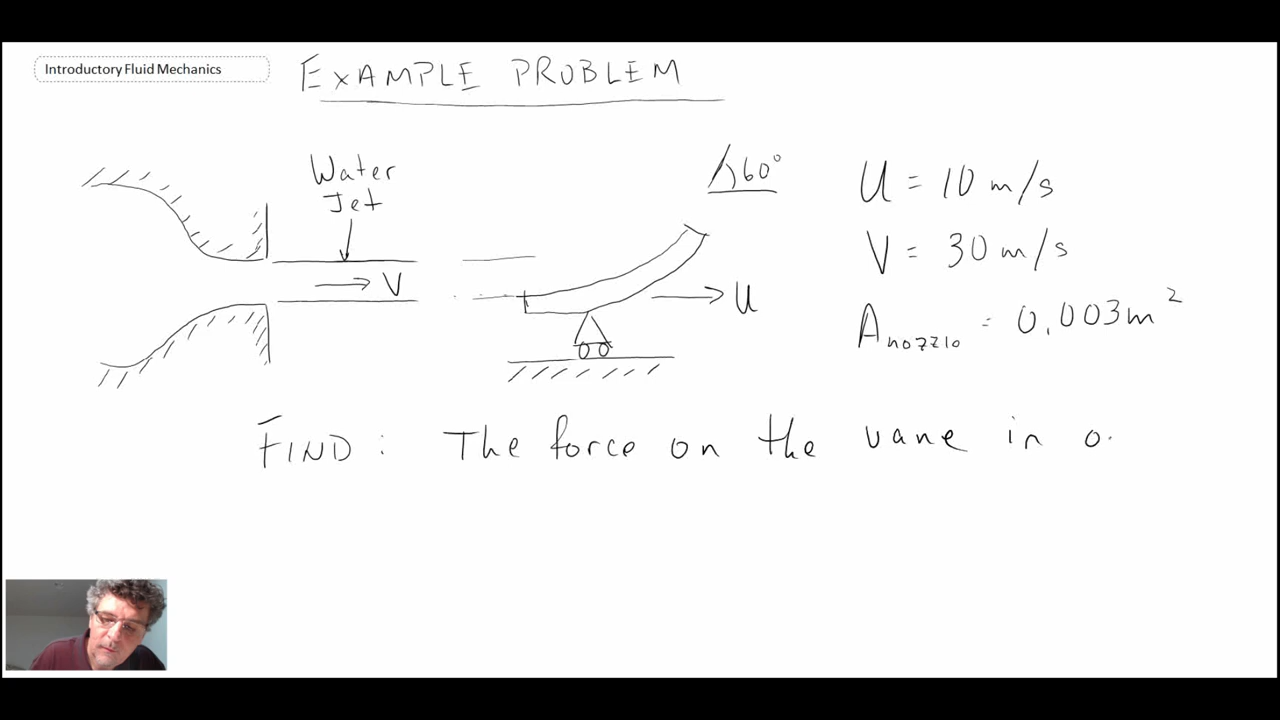 Introductory Fluid Mechanics
EXAMPLE PROBLEM
Water
Jet
V
60°
U
U = 10 m/s
V = 30 m/s
Anozzle = 0.003m²
FIND: The force on the vane in o